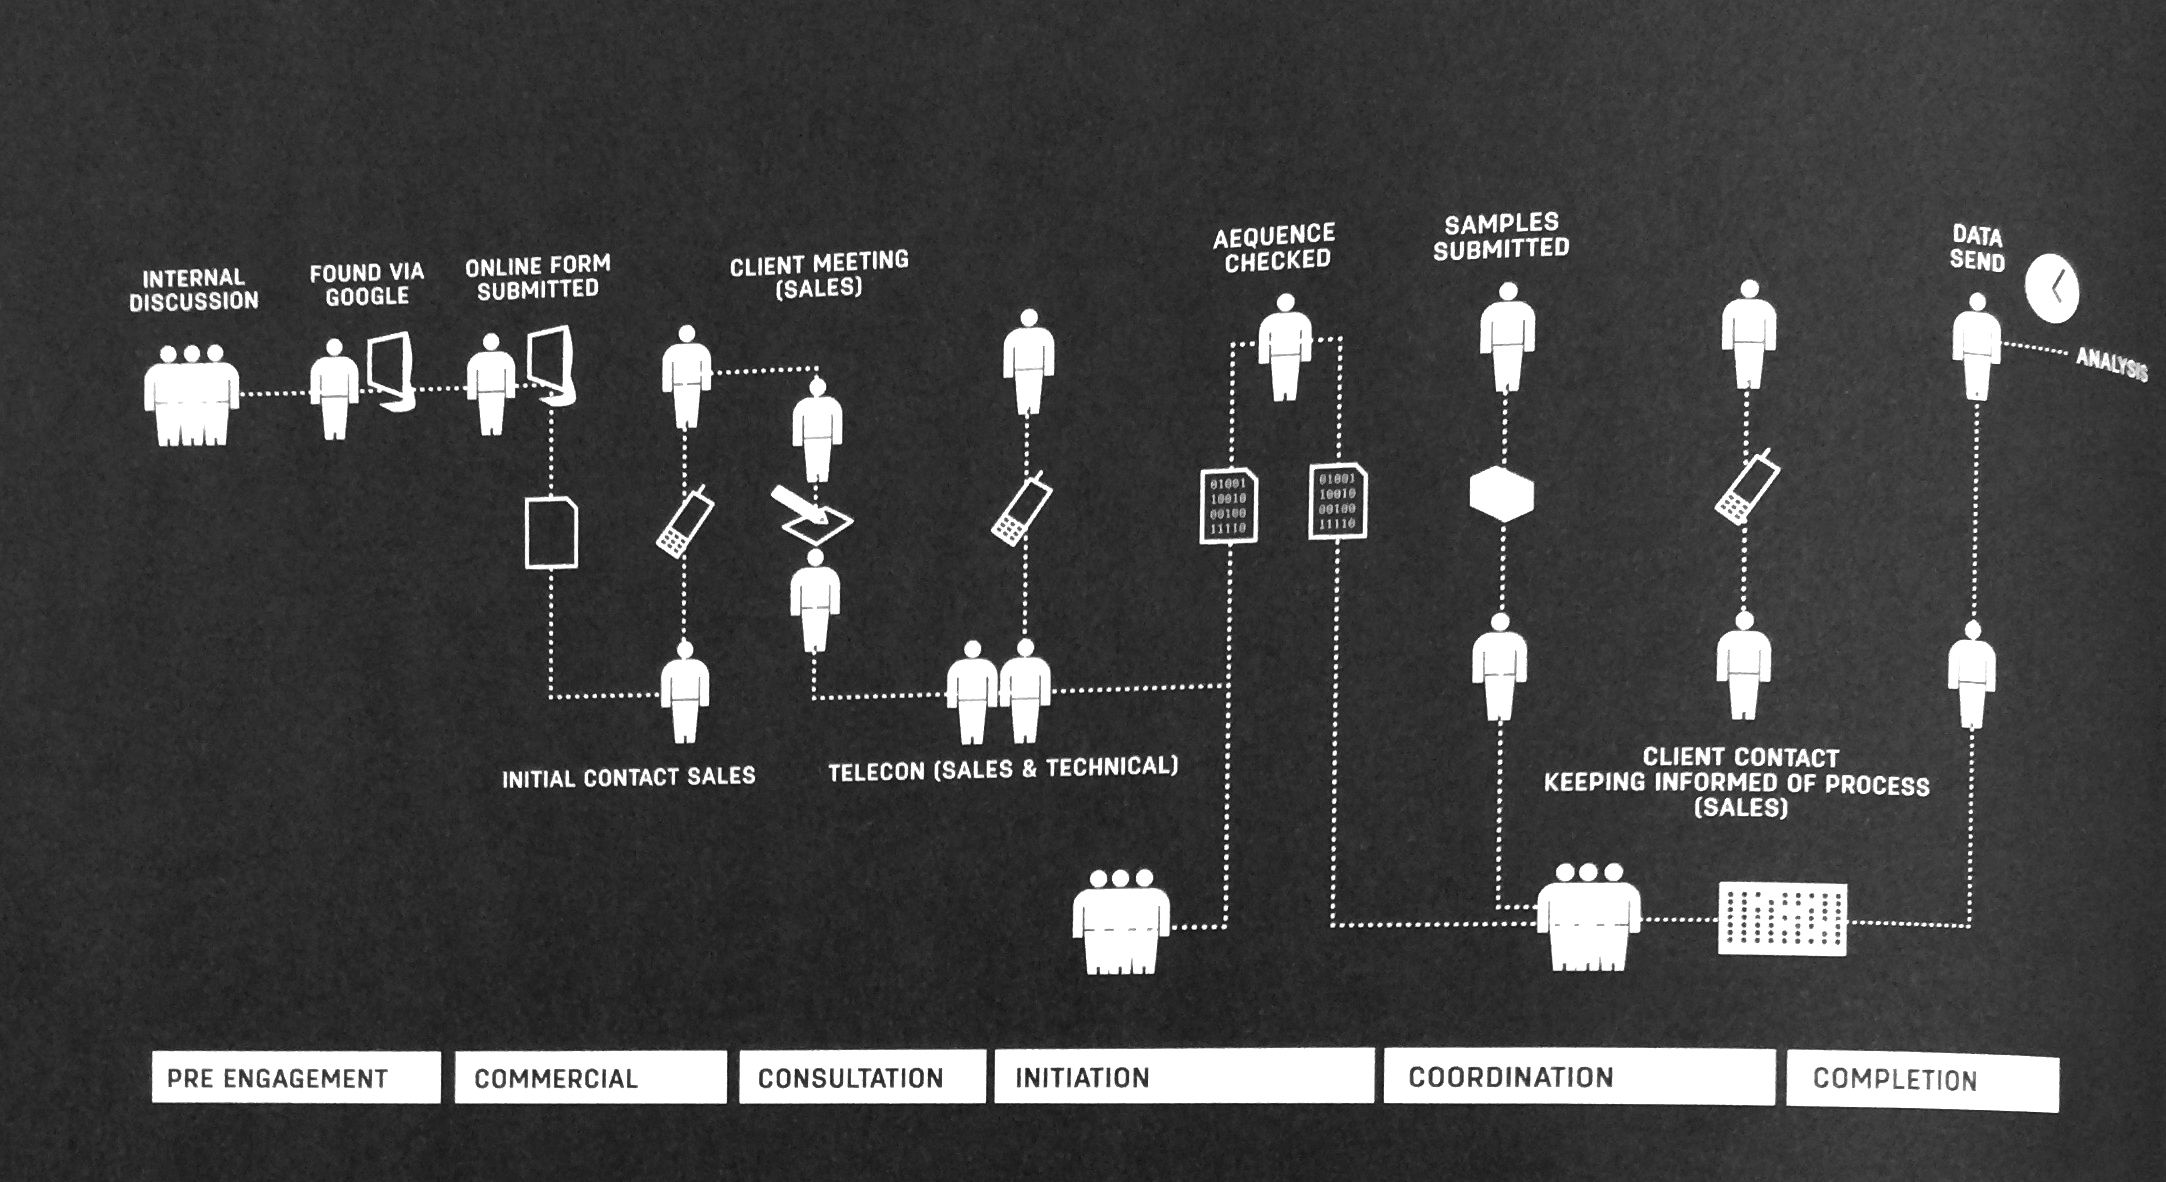 INTERNAL
DISCUSSION
FOUND VIA
GOOGLE
ONLINE FORM
SUBMITTED
CLIENT MEETING
(SALES)
AEQUENCE
CHECKED
SAMPLES
SUBMITTED
DATA
SEND
ANALYSIS
01001
10010
00100
11110
01001
10010
00100
11110
INITIAL CONTACT SALES
TELECON (SALES & TECHNICAL)
CLIENT CONTACT
KEEPING INFORMED OF PROCESS
(SALES)
PRE ENGAGEMENT
COMMERCIAL
CONSULTATION
INITIATION
COORDINATION
COMPLETION